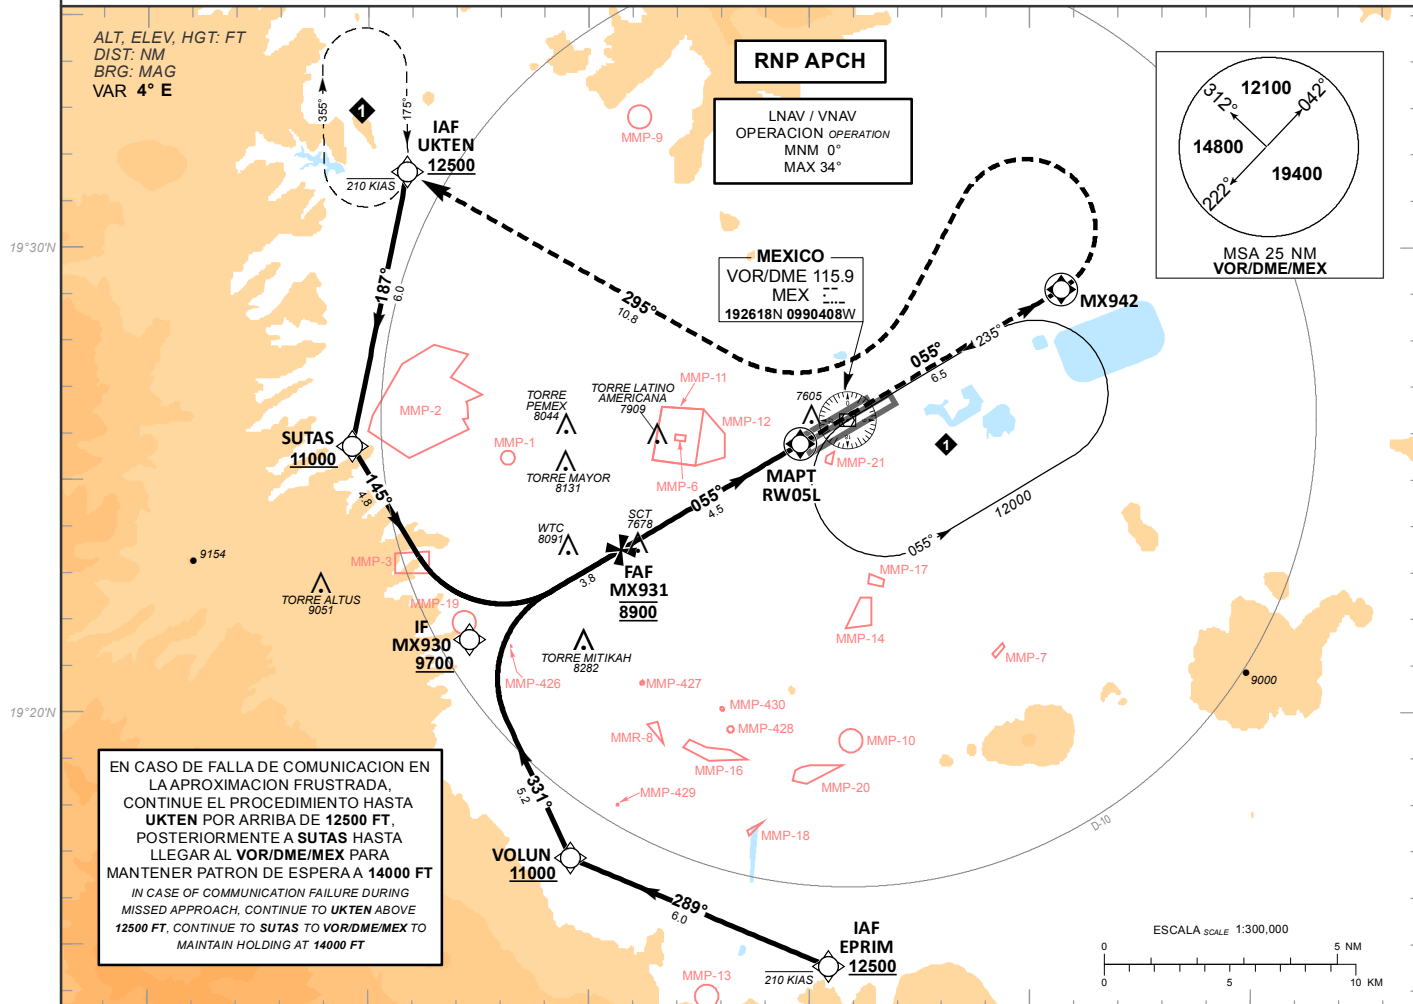 ALT, ELEV, HGT: FT
DIST: NM
BRG: MAG
VAR 4° E
RNP APCH
LNAV / VNAV
OPERACION OPERATION
MNM 0°
MAX 34°
312°
12100
042°
14800
19400
222°
MSA 25 NM
VOR/DME/MEX
355°
1
175°
IAF
UKTEN
12500
210 KIAS
MMP-9
19°30'N
187°
6.0
295°
10.8
MEXICO
VOR/DME 115.9
MEX
192618N 0990408W
MX942
055°
6.5
235°
MMP-2
MMP-1
TORRE
PEMEX
8044
TORRE LATINO
AMERICANA
7909
MMP-11
MMP-12
7605
MMP-6
MMP-21
1
SUTAS
11000
TORRE MAYOR
8131
MAPT
RW05L
145°
4.8
055°
4.5
12000
055°
WTC
8091
SCT
7678
9154
MMP-3
3.8
FAF
MX931
8900
TORRE ALTUS
9051
MMP-19
IF
MX930
9700
MMP-17
MMP-14
TORRE MITIKAH
8282
MMP-7
MMP-426
MMP-427
9000
19°20'N
MMP-430
MMP-428
MMR-8
MMP-10
MMP-16
MMP-20
MMP-429
MMP-18
D-10
331°
5.2
VOLUN
11000
289°
6.0
IAF
EPRIM
12500
210 KIAS
MMP-13
EN CASO DE FALLA DE COMUNICACION EN
LA APROXIMACION FRUSTRADA,
CONTINUE EL PROCEDIMIENTO HASTA
UKTEN POR ARRIBA DE 12500 FT,
POSTERIORMENTE A SUTAS HASTA
LLEGAR AL VOR/DME/MEX PARA
MANTENER PATRON DE ESPERA A 14000 FT
IN CASE OF COMMUNICATION FAILURE DURING
MISSED APPROACH, CONTINUE TO UKTEN ABOVE
12500 FT, CONTINUE TO SUTAS TO VOR/DME/MEX TO
MAINTAIN HOLDING AT 14000 FT
ESCALA SCALE 1:300,000
0
5 NM
0
5
10 KM